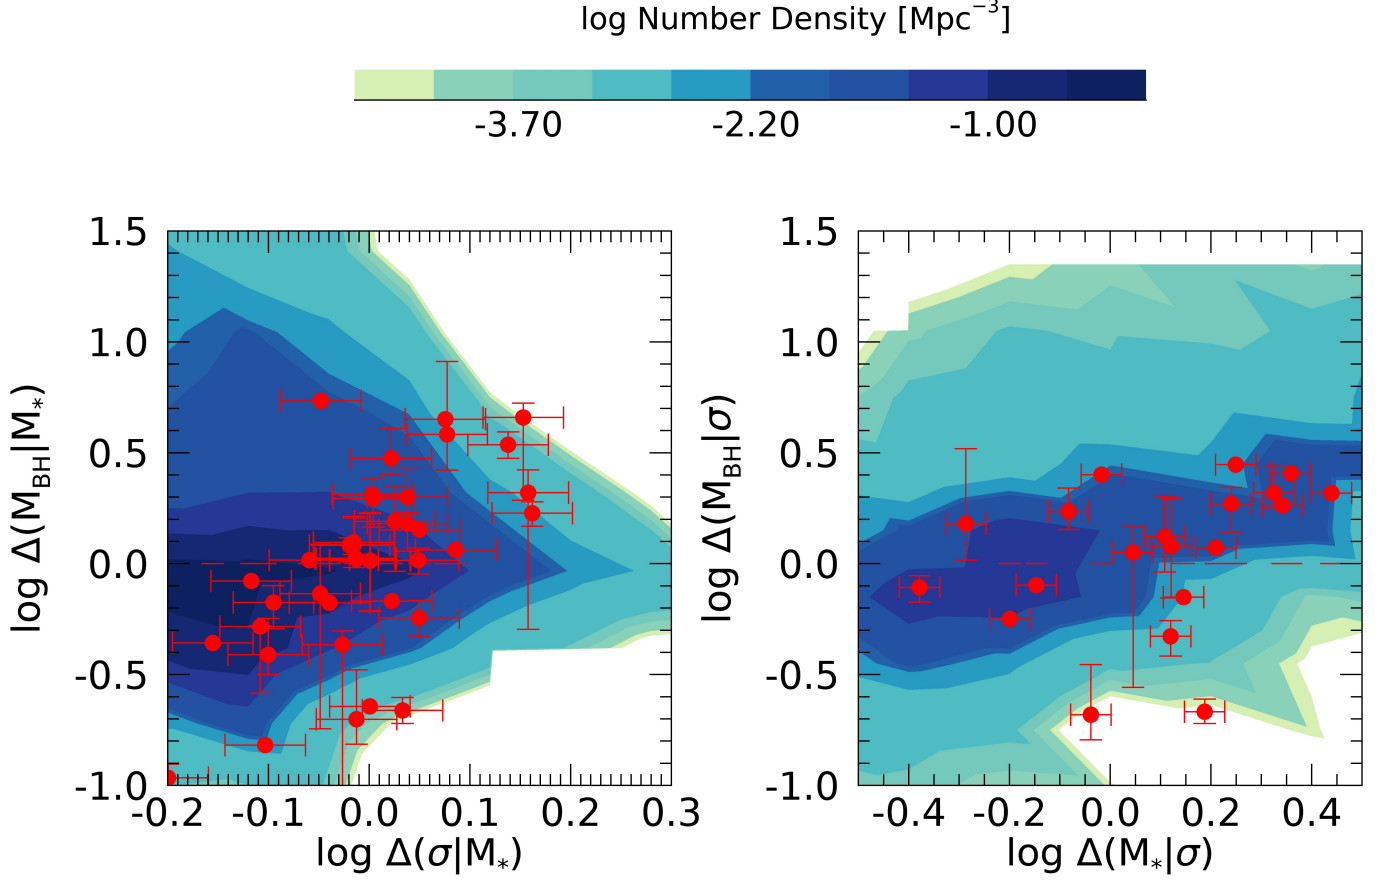 log Number Density [Mpc⁻³]
-3.70 -2.20 -1.00
log Δ(M_BH|M_*)
1.5
1.0
0.5
0.0
-0.5
-1.0
-0.2 -0.1 0.0 0.1 0.2 0.3
log Δ(σ|M_*)
log Δ(M_BH|σ)
1.5
1.0
0.5
0.0
-0.5
-1.0
-0.4 -0.2 0.0 0.2 0.4
log Δ(M_*|σ)